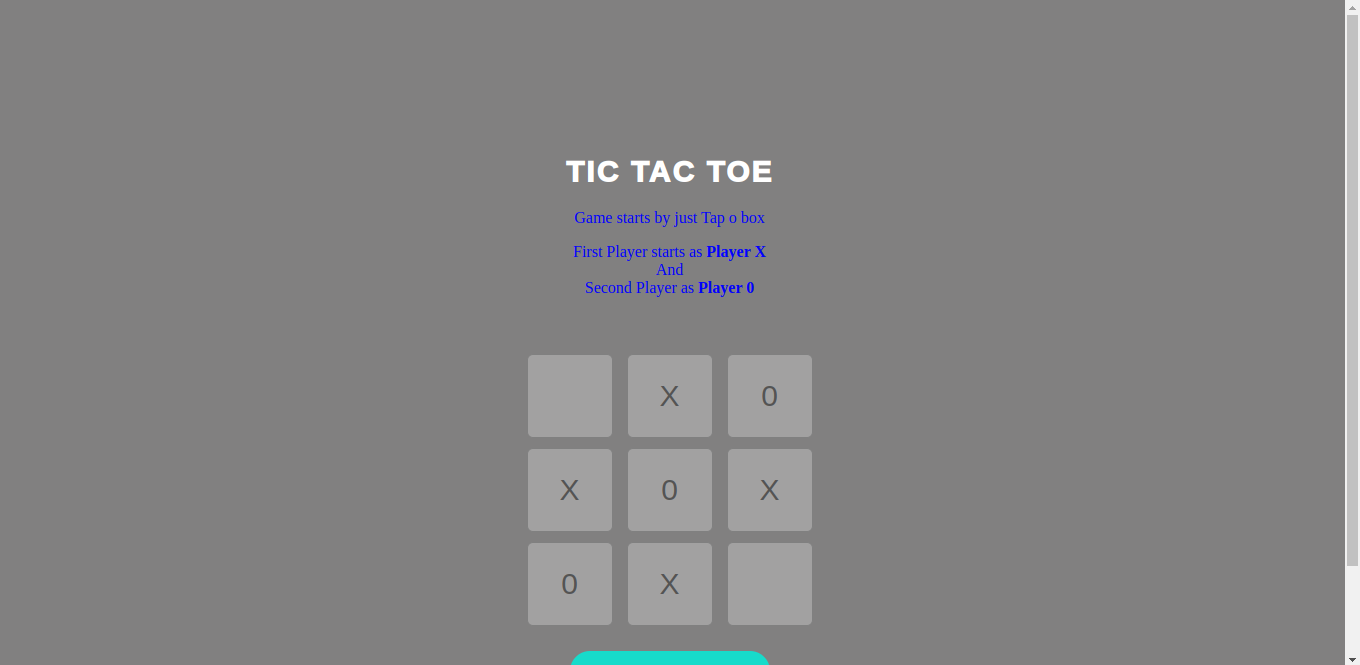 TIC TAC TOE
Game starts by just Tap o box
First Player starts as Player X
And
Second Player as Player 0
X 0
X 0 X
0 X